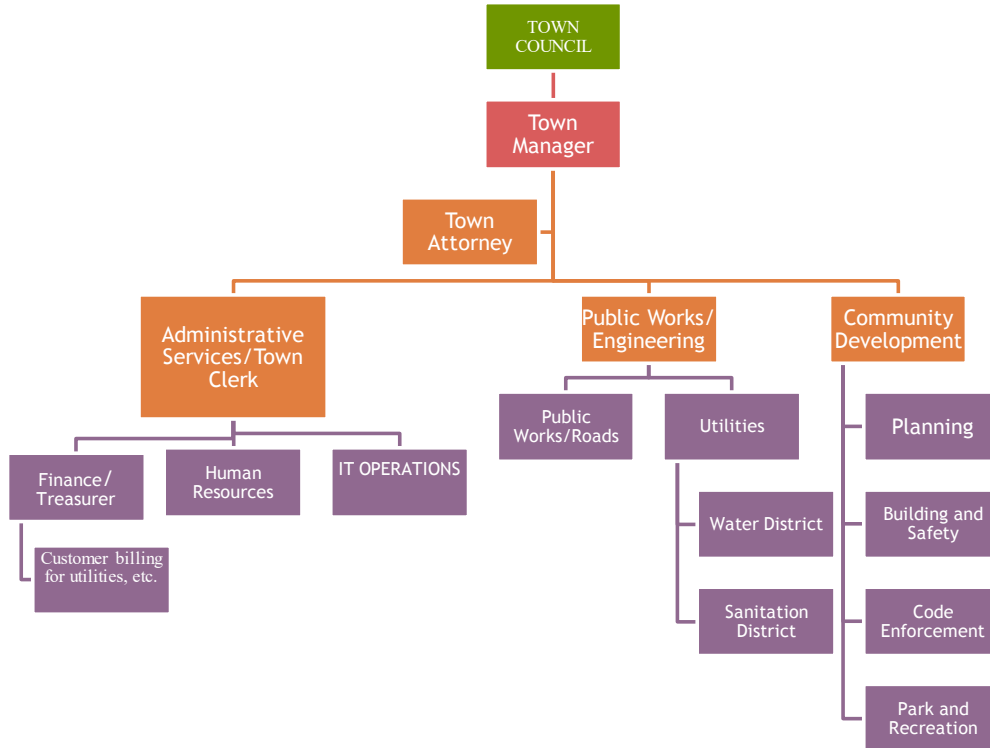 TOWN
COUNCIL
Town
Manager
Town
Attorney
Administrative
Services/Town
Clerk
Public Works/
Engineering
Community
Development
Finance/
Treasurer
Human
Resources
IT OPERATIONS
Customer billing
for utilities, etc.
Public
Works/Roads
Utilities
Water District
Sanitation
District
Planning
Building and
Safety
Code
Enforcement
Park and
Recreation